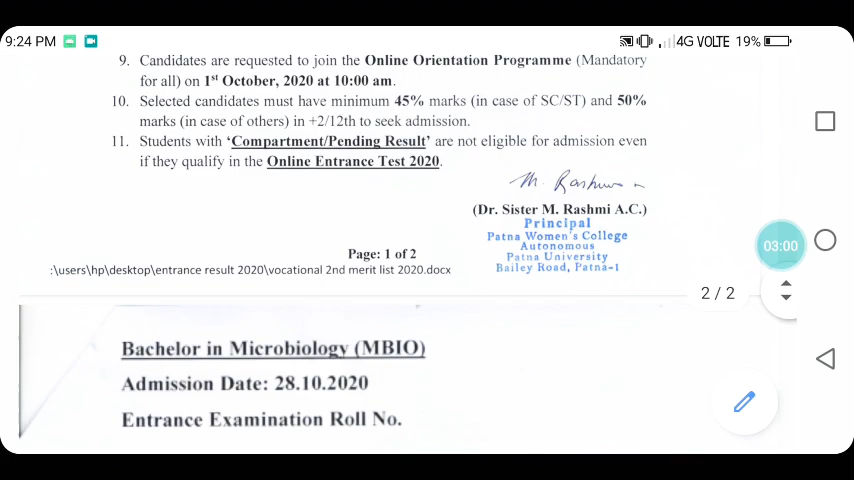 9:24 PM
4G VOLTE 19%
9. Candidates are requested to join the Online Orientation Programme (Mandatory
for all) on 1st October, 2020 at 10:00 am.
10. Selected candidates must have minimum 45% marks (in case of SC/ST) and 50%
marks (in case of others) in +2/12th to seek admission.
11. Students with ‘Compartment/Pending Result’ are not eligible for admission even
if they qualify in the Online Entrance Test 2020.
M. Rashmi
(Dr. Sister M. Rashmi A.C.)
Principal
Patna Women's College
Autonomous
Patna University
Bailey Road, Patna-1
Page: 1 of 2
:\users\hp\desktop\entrance result 2020\vocational 2nd merit list 2020.docx
03:00
2 / 2
Bachelor in Microbiology (MBIO)
Admission Date: 28.10.2020
Entrance Examination Roll No.